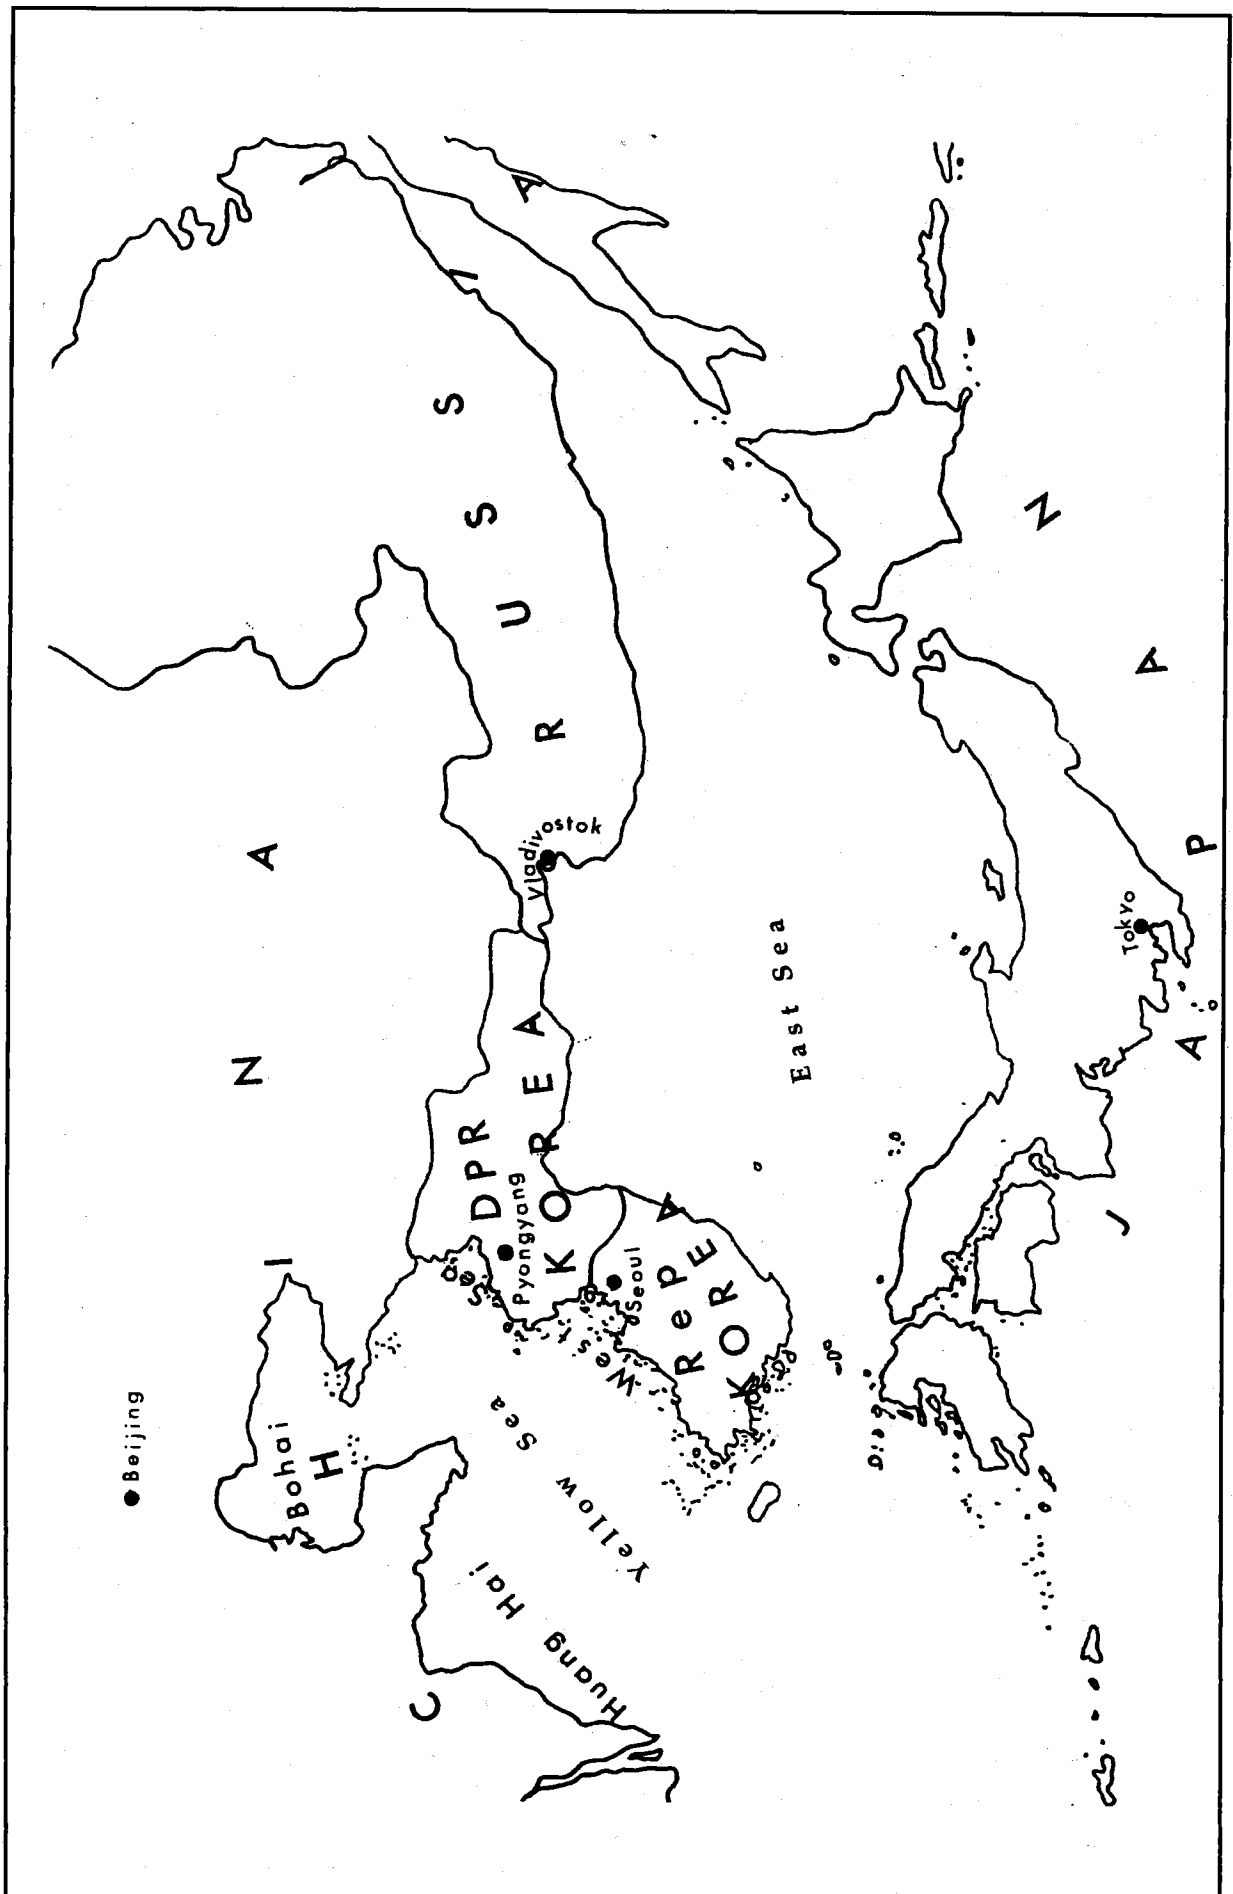 CHINA
RUSSIA
Vladivostok
Beijing
Bohai
DPR
KOREA
Pyongyang
West Sea
Seoul
Rep
KOREA
East Sea
Yellow Sea
Huang Hai
Tokyo
JAPAN